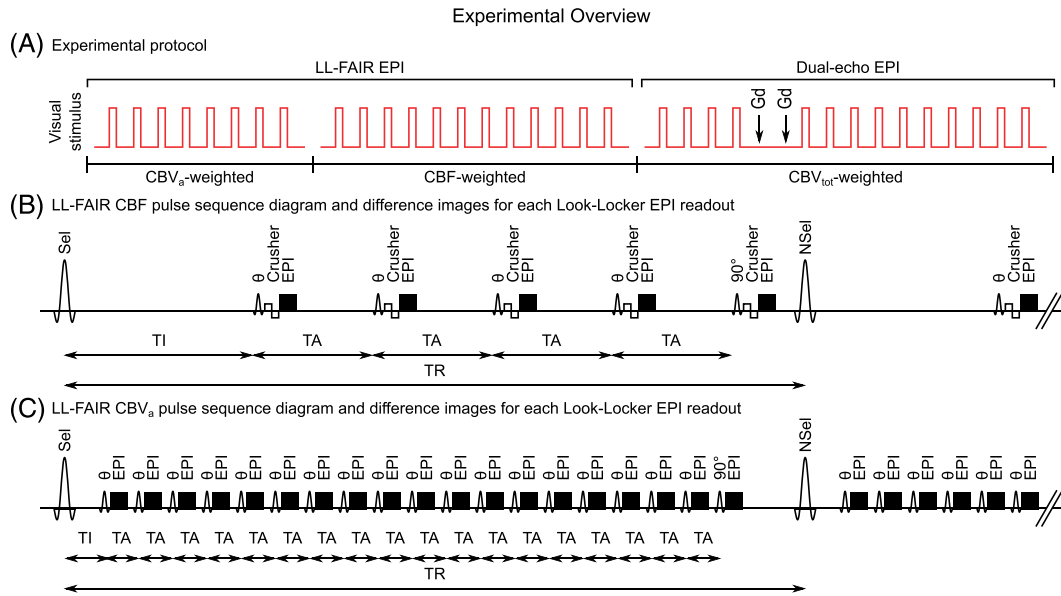 Experimental Overview
(A) Experimental protocol
LL-FAIR EPI Dual-echo EPI
Visual stimulus
Gd Gd
CBVa-weighted CBF-weighted CBVtot-weighted
(B) LL-FAIR CBF pulse sequence diagram and difference images for each Look-Locker EPI readout
Sel θ Crusher EPI θ Crusher EPI θ Crusher EPI θ Crusher EPI 90° Crusher EPI NSel θ Crusher EPI
TI TA TA TA TA
TR
(C) LL-FAIR CBVa pulse sequence diagram and difference images for each Look-Locker EPI readout
Sel θ EPI θ EPI θ EPI θ EPI θ EPI θ EPI θ EPI θ EPI θ EPI θ EPI θ EPI θ EPI θ EPI θ EPI θ EPI θ EPI θ EPI θ EPI 90° EPI NSel θ EPI θ EPI θ EPI θ EPI θ EPI θ EPI
TI TA TA TA TA TA TA TA TA TA TA TA TA TA TA TA TA TA TA
TR